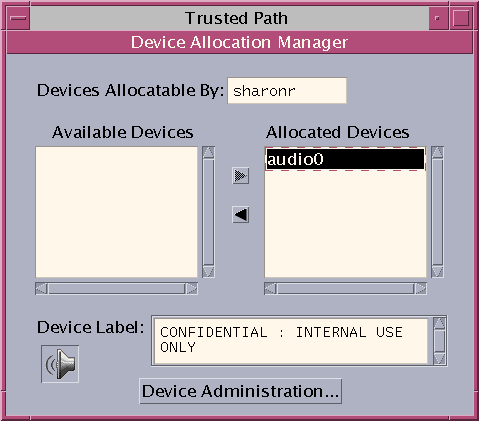 Trusted Path
Device Allocation Manager
Devices Allocatable By: sharonr
Available Devices
Allocated Devices
audio0
Device Label: CONFIDENTIAL : INTERNAL USE
ONLY
Device Administration...